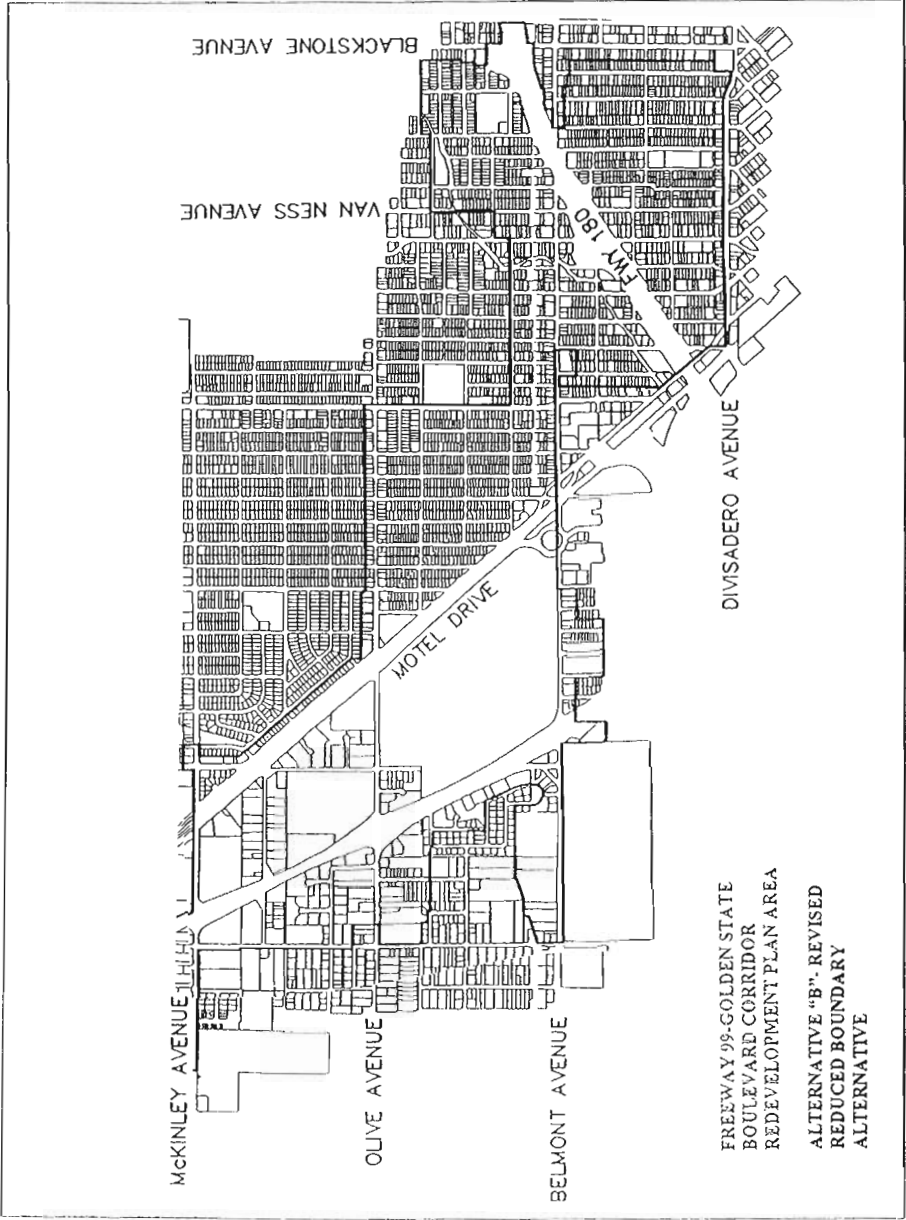 BLACKSTONE AVENUE
VAN NESS AVENUE
FWY 180
MOTEL DRIVE
DIVISADERO AVENUE
McKINLEY AVENUE
OLIVE AVENUE
BELMONT AVENUE
FREEWAY 99-GOLDEN STATE
BOULEVARD CORRIDOR
REDEVELOPMENT PLAN AREA
ALTERNATIVE “B”- REVISED
REDUCED BOUNDARY
ALTERNATIVE